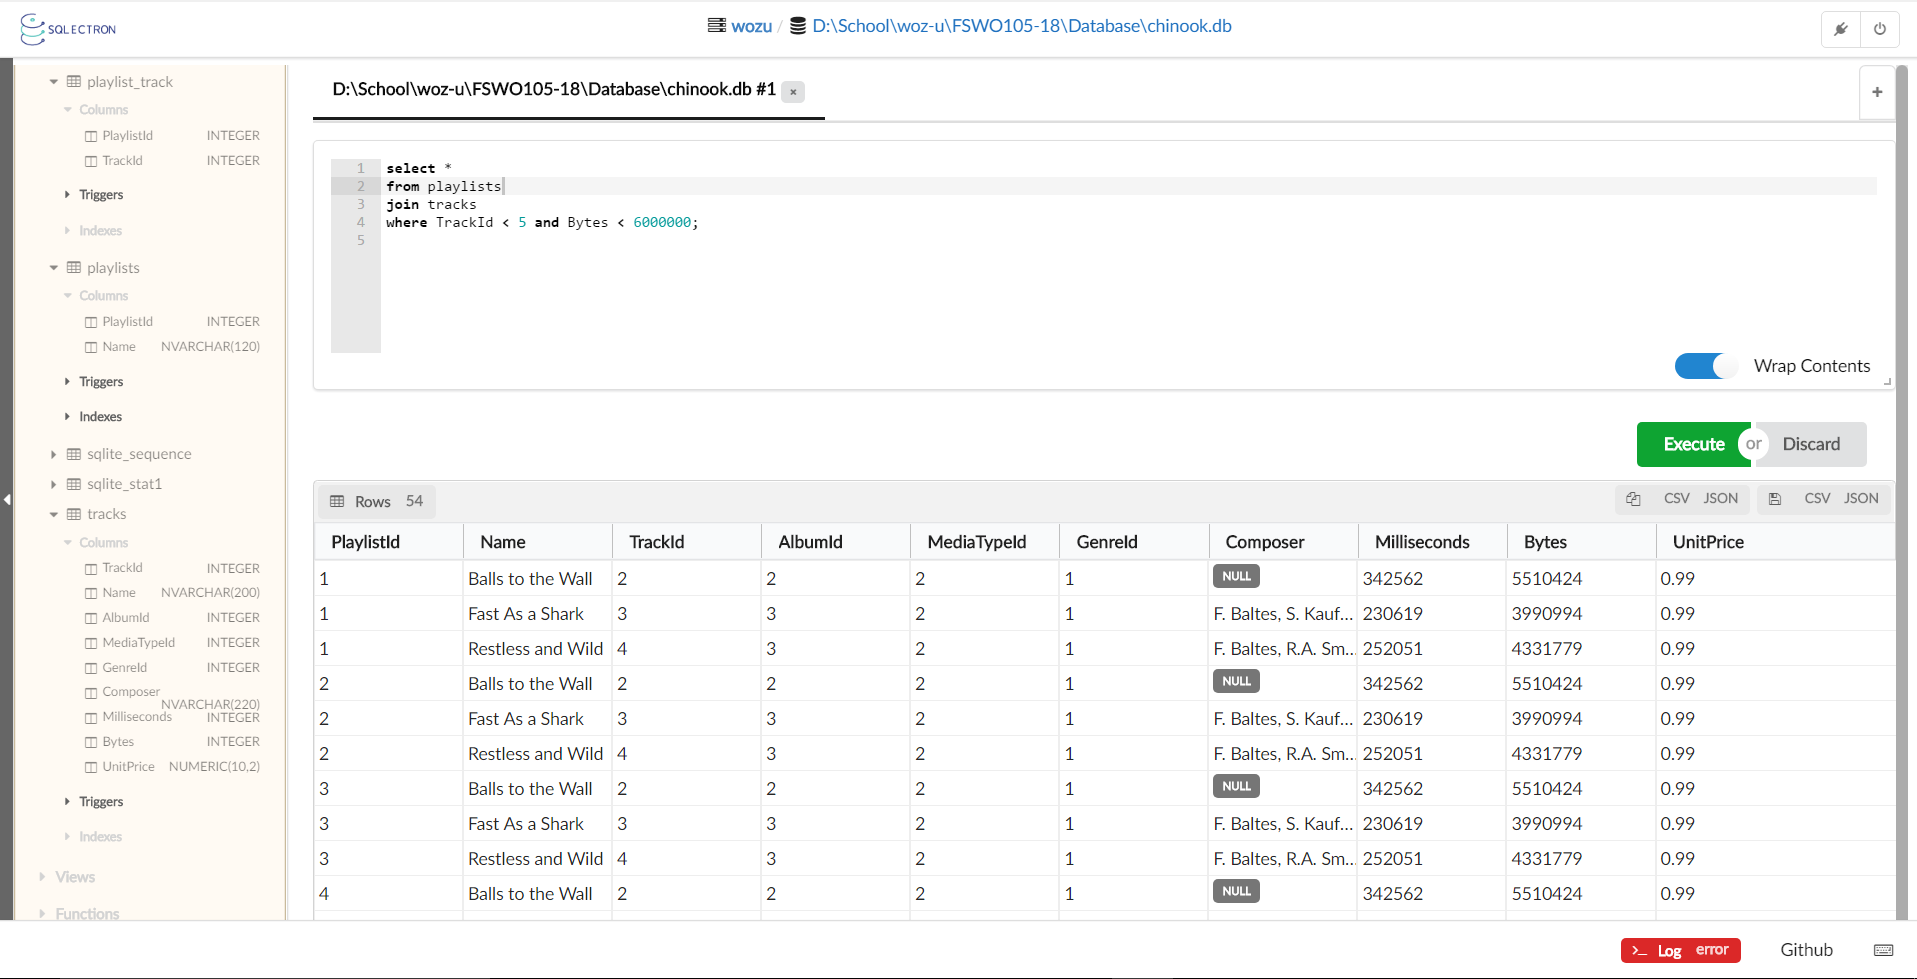 SQLECTRON
wozu / D:\School\woz-u\FSWO105-18\Database\chinook.db
playlist_track
Columns
PlaylistId INTEGER
TrackId INTEGER
Triggers
Indexes
playlists
Columns
PlaylistId INTEGER
Name NVARCHAR(120)
Triggers
Indexes
sqlite_sequence
sqlite_stat1
tracks
Columns
TrackId INTEGER
Name NVARCHAR(200)
AlbumId INTEGER
MediaTypeId INTEGER
GenreId INTEGER
Composer NVARCHAR(220)
Milliseconds INTEGER
Bytes INTEGER
UnitPrice NUMERIC(10,2)
Triggers
Indexes
Views
Functions
D:\School\woz-u\FSWO105-18\Database\chinook.db #1 ×
+
1 select *
2 from playlists
3 join tracks
4 where TrackId < 5 and Bytes < 6000000;
5
Wrap Contents
Execute or Discard
Rows 54 CSV JSON CSV JSON
PlaylistId Name TrackId AlbumId MediaTypeId GenreId Composer Milliseconds Bytes UnitPrice
1 Balls to the Wall 2 2 2 1 NULL 342562 5510424 0.99
1 Fast As a Shark 3 3 2 1 F. Baltes, S. Kauf... 230619 3990994 0.99
1 Restless and Wild 4 3 2 1 F. Baltes, R.A. Sm... 252051 4331779 0.99
2 Balls to the Wall 2 2 2 1 NULL 342562 5510424 0.99
2 Fast As a Shark 3 3 2 1 F. Baltes, S. Kauf... 230619 3990994 0.99
2 Restless and Wild 4 3 2 1 F. Baltes, R.A. Sm... 252051 4331779 0.99
3 Balls to the Wall 2 2 2 1 NULL 342562 5510424 0.99
3 Fast As a Shark 3 3 2 1 F. Baltes, S. Kauf... 230619 3990994 0.99
3 Restless and Wild 4 3 2 1 F. Baltes, R.A. Sm... 252051 4331779 0.99
4 Balls to the Wall 2 2 2 1 NULL 342562 5510424 0.99
>_ Log error Github